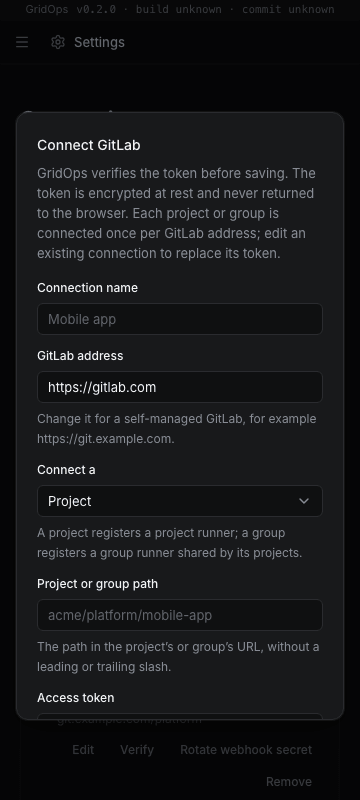 GridOps v0.2.0 · build unknown · commit unknown
Settings
Connect GitLab
GridOps verifies the token before saving. The
token is encrypted at rest and never returned
to the browser. Each project or group is
connected once per GitLab address; edit an
existing connection to replace its token.
Connection name
Mobile app
GitLab address
https://gitlab.com
Change it for a self-managed GitLab, for example
https://git.example.com.
Connect a
Project
A project registers a project runner; a group
registers a group runner shared by its projects.
Project or group path
acme/platform/mobile-app
The path in the project’s or group’s URL, without a
leading or trailing slash.
Access token
Edit Verify Rotate webhook secret
Remove